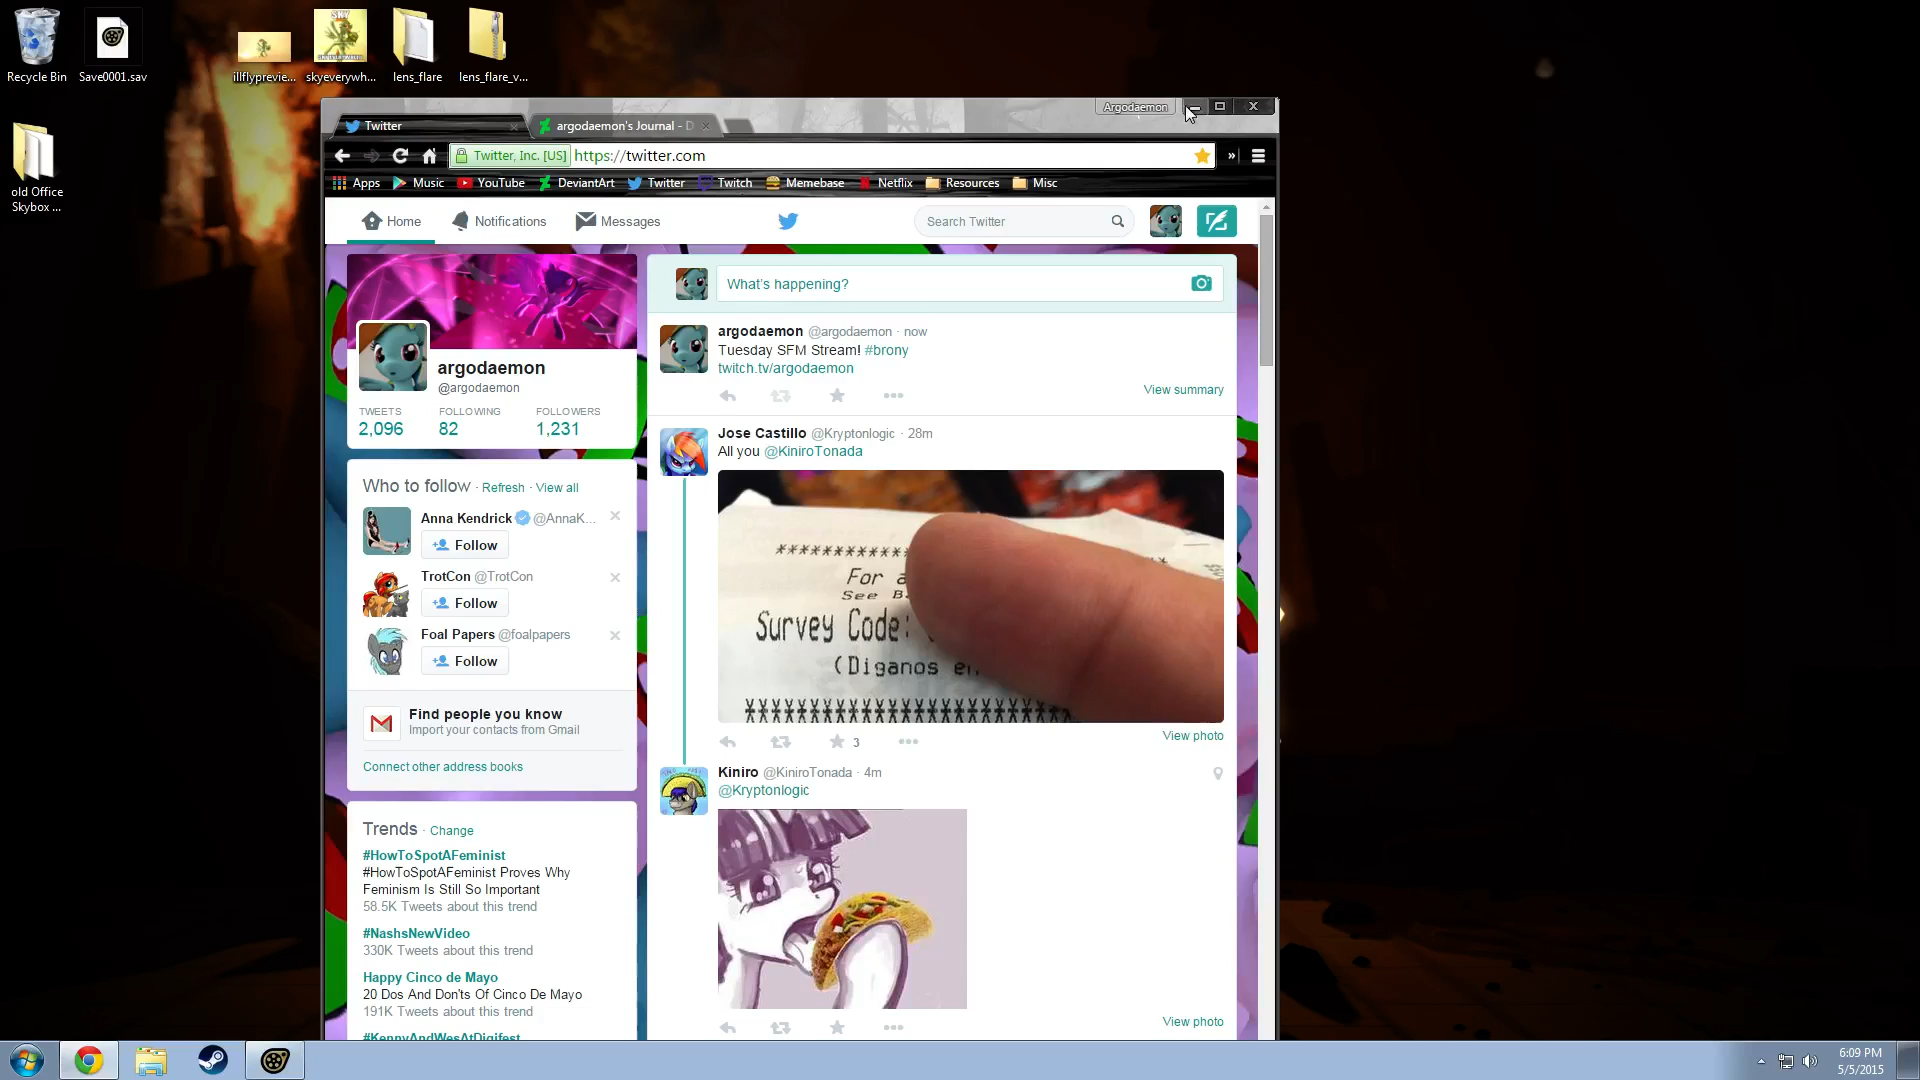 Recycle Bin
Save0001.sav
illflyprevie...
skyeverywh...
lens_flare
lens_flare_v...
old Office
Skybox ...
Argodaemon
Twitter
argodaemon's Journal - D
Twitter, Inc. [US]
https://twitter.com
Apps
Music
YouTube
DeviantArt
Twitter
Twitch
Memebase
Netflix
Resources
Misc
Home
Notifications
Messages
Search Twitter
argodaemon
@argodaemon
TWEETS FOLLOWING FOLLOWERS
2,096 82 1,231
Who to follow · Refresh · View all
Anna Kendrick @AnnaK...
Follow
TrotCon @TrotCon
Follow
Foal Papers @foalpapers
Follow
Find people you know
Import your contacts from Gmail
Connect other address books
Trends · Change
#HowToSpotAFeminist
#HowToSpotAFeminist Proves Why
Feminism Is Still So Important
58.5K Tweets about this trend
#NashsNewVideo
330K Tweets about this trend
Happy Cinco de Mayo
20 Dos And Don'ts Of Cinco De Mayo
191K Tweets about this trend
#KennyAndWesAtDigifest
What's happening?
argodaemon @argodaemon · now
Tuesday SFM Stream! #brony
twitch.tv/argodaemon
View summary
Jose Castillo @Kryptonlogic · 28m
All you @KiniroTonada
For a
See B
Survey Code:
(Diganos en
3
View photo
Kiniro @KiniroTonada · 4m
@Kryptonlogic
View photo
6:09 PM
5/5/2015